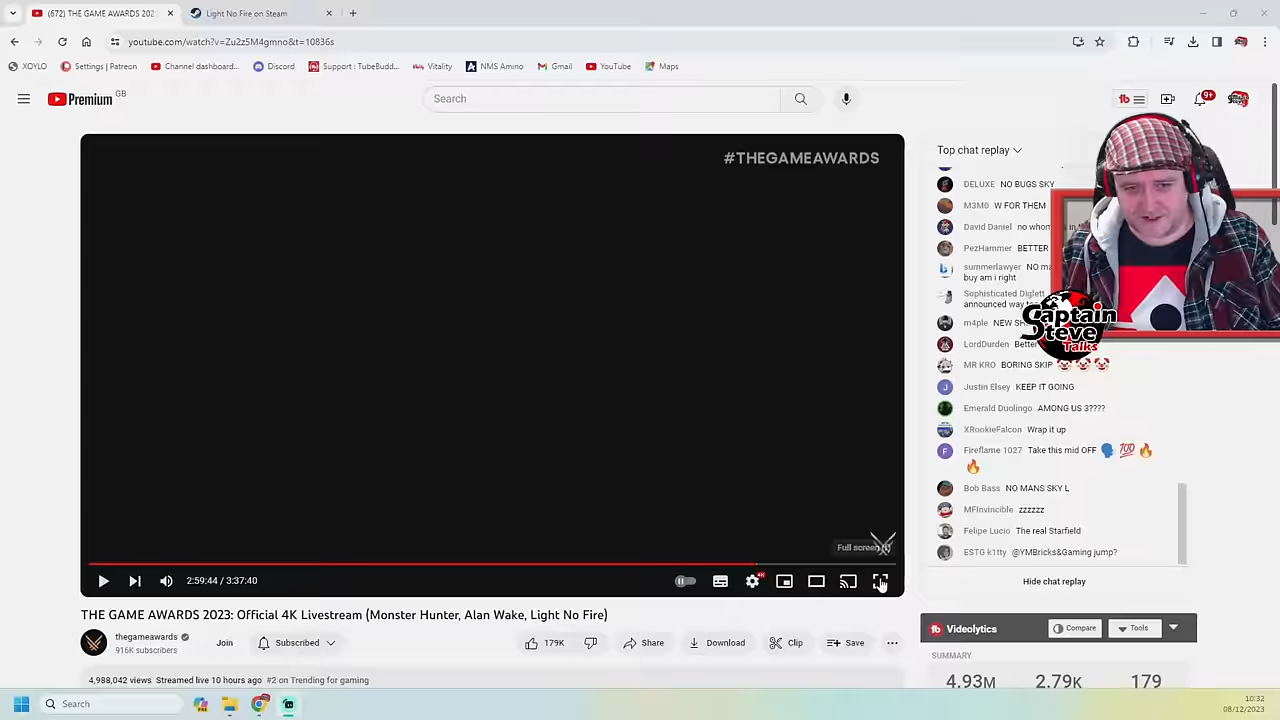 (672) THE GAME AWARDS 202
Light No Fire on Steam
youtube.com/watch?v=Zu2z5M4gmno&t=10836s
XOYLO
Settings | Patreon
Channel dashboard...
Discord
Support : TubeBudd...
Vitality
NMS Amino
Gmail
YouTube
Maps
Premium GB
Search
9+
#THEGAMEAWARDS
Top chat replay
DELUXE NO BUGS SKY
M3M0 W FOR THEM
David Daniel no whom in t
PezHammer BETTER
summerlawyer NO ma
buy am i right
Sophisticated Diglett
announced way to
m4ple NEW SH
LordDurden Bette
MR KRO BORING SKIP 🤡 🤡 🤡
Justin Elsey KEEP IT GOING
Emerald Duolingo AMONG US 3????
XRookieFalcon Wrap it up
Fireflame 1027 Take this mid OFF 🗣 💯 🔥
🔥
Bob Bass NO MANS SKY L
MFInvincible zzzzzz
Felipe Lucio The real Starfield
ESTG k1tty @YMBricks&Gaming jump?
Hide chat replay
Captain
Steve
Talks
Full screen
2:59:44 / 3:37:40
THE GAME AWARDS 2023: Official 4K Livestream (Monster Hunter, Alan Wake, Light No Fire)
thegameawards
916K subscribers
Join
Subscribed
179K
Share
Download
Clip
Save
4,988,042 views Streamed live 10 hours ago #2 on Trending for gaming
Videolytics
Compare
Tools
SUMMARY
4.93M
2.79K
179
Search
10:32
08/12/2023